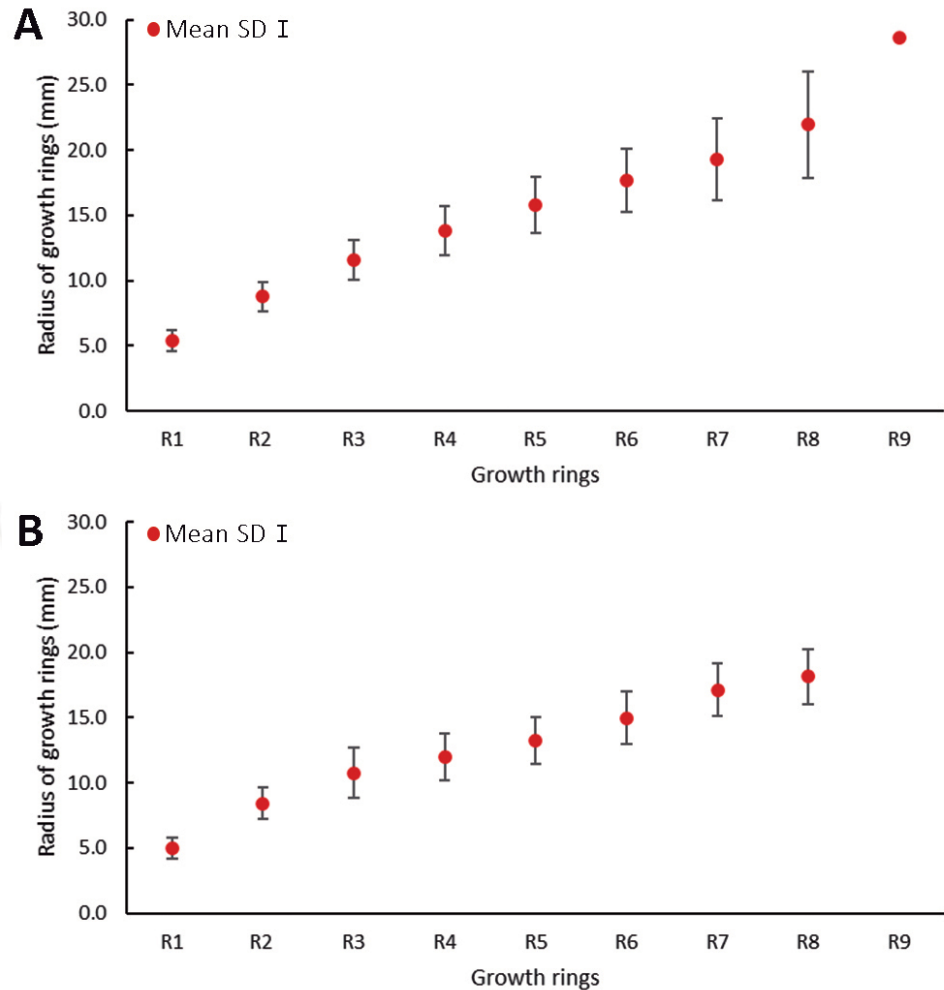 A
Mean SD I
30.0
25.0
20.0
15.0
10.0
5.0
0.0
Radius of growth rings (mm)
R1 R2 R3 R4 R5 R6 R7 R8 R9
Growth rings
B
Mean SD I
30.0
25.0
20.0
15.0
10.0
5.0
0.0
Radius of growth rings (mm)
R1 R2 R3 R4 R5 R6 R7 R8 R9
Growth rings